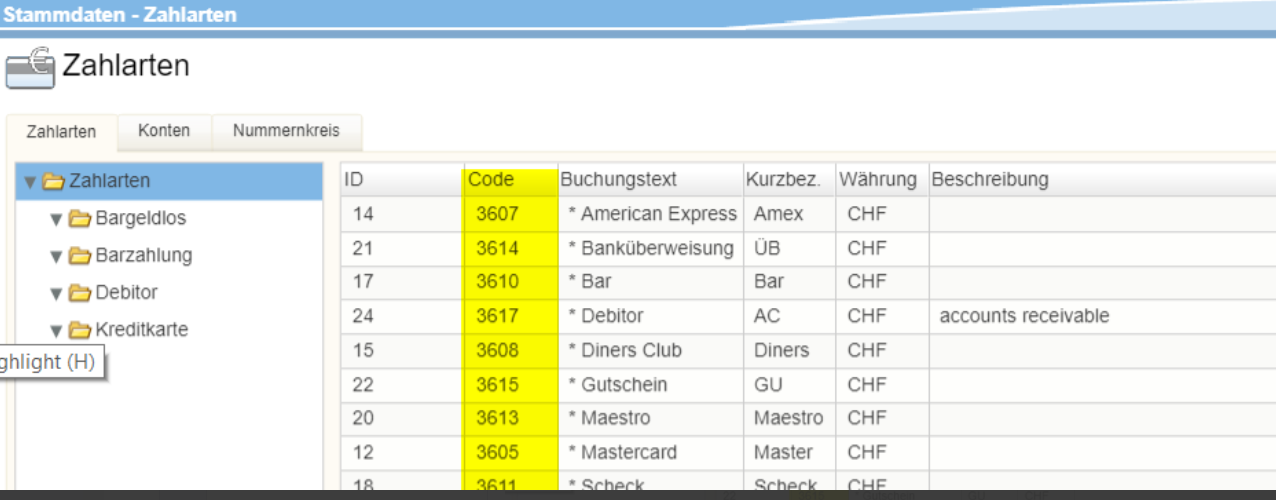 Stammdaten - Zahlarten
Zahlarten
Zahlarten Konten Nummernkreis
Zahlarten
Bargeldlos
Barzahlung
Debitor
Kreditkarte
ghlight (H)
ID Code Buchungstext Kurzbez. Währung Beschreibung
14 3607 * American Express Amex CHF
21 3614 * Banküberweisung ÜB CHF
17 3610 * Bar Bar CHF
24 3617 * Debitor AC CHF accounts receivable
15 3608 * Diners Club Diners CHF
22 3615 * Gutschein GU CHF
20 3613 * Maestro Maestro CHF
12 3605 * Mastercard Master CHF
18 3611 * Scheck Scheck CHF